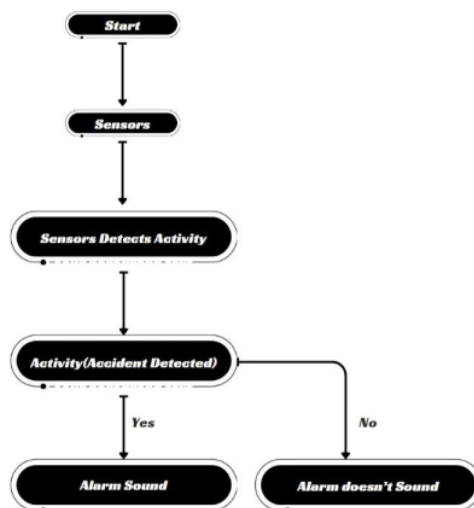 Start
Sensors
Sensors Detects Activity
Activity(Accident Detected)
Yes
No
Alarm Sound
Alarm doesn't Sound